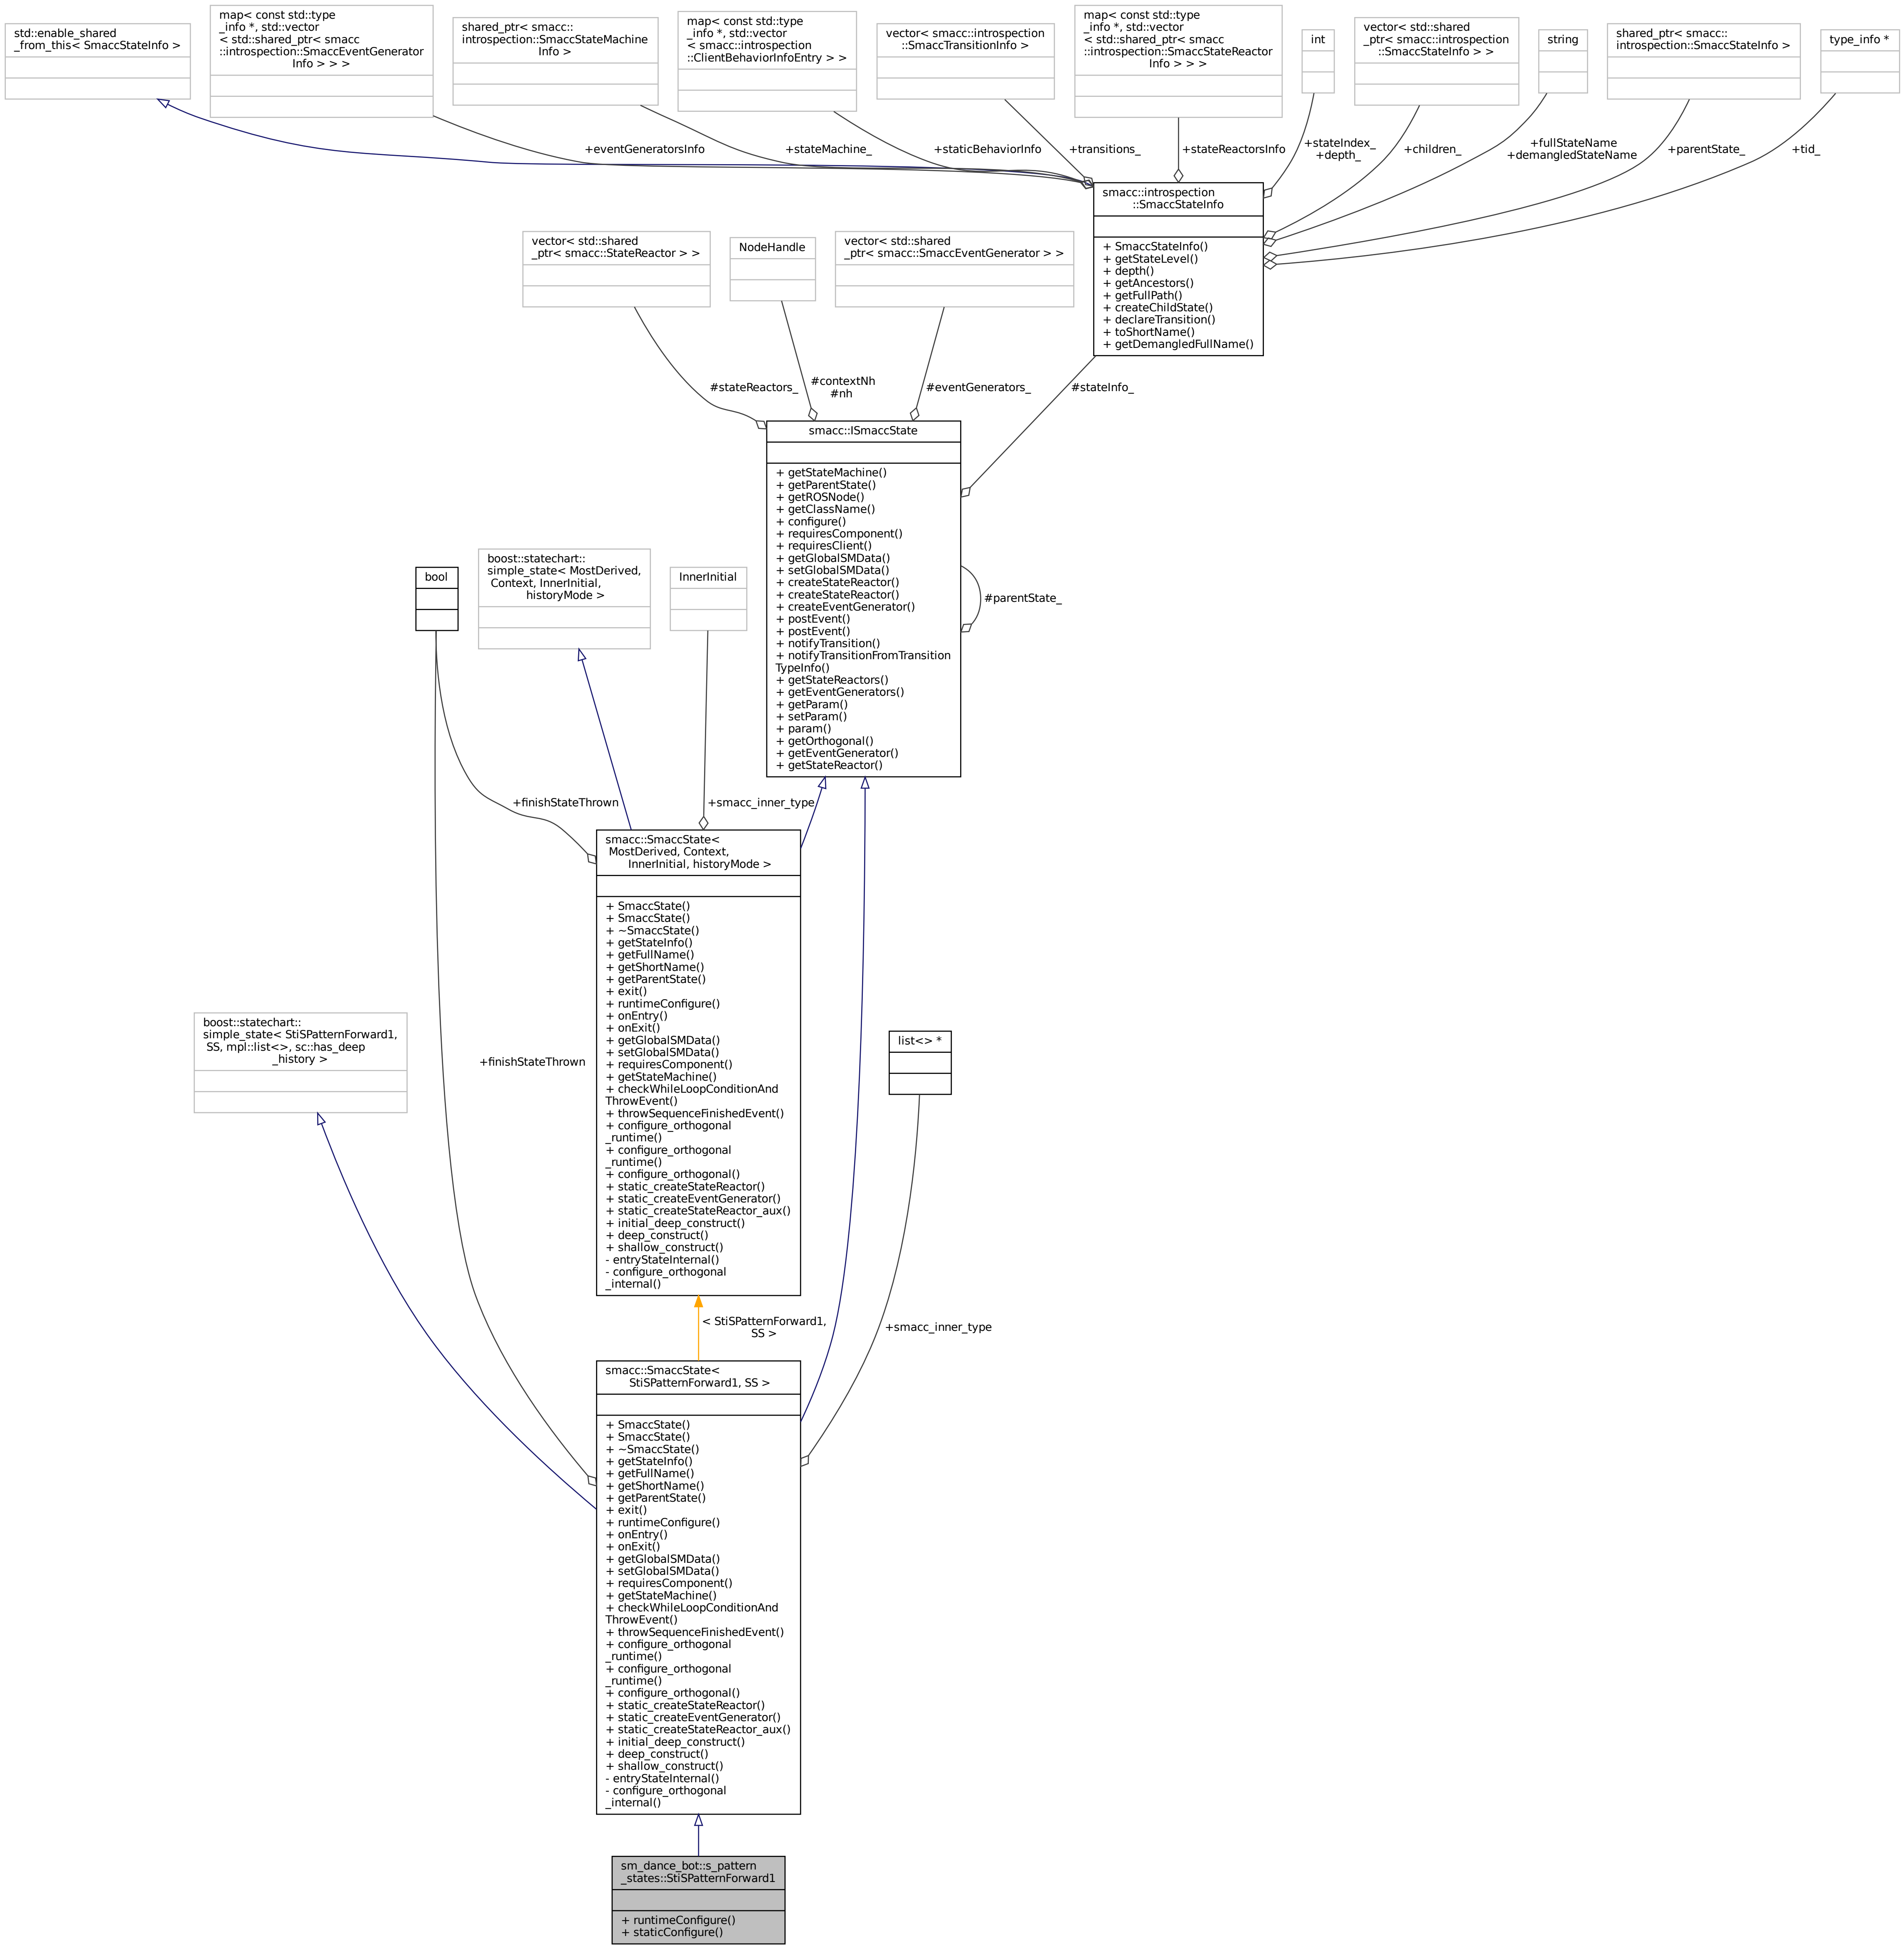 std::enable_shared
_from_this< SmaccStateInfo >
map< const std::type
_info *, std::vector
< std::shared_ptr< smacc
::introspection::SmaccEventGenerator
Info > > >
shared_ptr< smacc::
introspection::SmaccStateMachine
Info >
map< const std::type
_info *, std::vector
< smacc::introspection
::ClientBehaviorInfoEntry > >
vector< smacc::introspection
::SmaccTransitionInfo >
map< const std::type
_info *, std::vector
< std::shared_ptr< smacc
::introspection::SmaccStateReactor
Info > > >
int
vector< std::shared
_ptr< smacc::introspection
::SmaccStateInfo > >
string
shared_ptr< smacc::
introspection::SmaccStateInfo >
type_info *
+eventGeneratorsInfo
+stateMachine_
+staticBehaviorInfo
+transitions_
+stateReactorsInfo
+stateIndex_
+depth_
+children_
+fullStateName
+demangledStateName
+parentState_
+tid_
smacc::introspection
::SmaccStateInfo
+ SmaccStateInfo()
+ getStateLevel()
+ depth()
+ getAncestors()
+ getFullPath()
+ createChildState()
+ declareTransition()
+ toShortName()
+ getDemangledFullName()
vector< std::shared
_ptr< smacc::StateReactor > >
NodeHandle
vector< std::shared
_ptr< smacc::SmaccEventGenerator > >
#stateReactors_
#contextNh
#nh
#eventGenerators_
#stateInfo_
smacc::ISmaccState
+ getStateMachine()
+ getParentState()
+ getROSNode()
+ getClassName()
+ configure()
+ requiresComponent()
+ requiresClient()
+ getGlobalSMData()
+ setGlobalSMData()
+ createStateReactor()
+ createStateReactor()
+ createEventGenerator()
+ postEvent()
+ postEvent()
+ notifyTransition()
+ notifyTransitionFromTransition
TypeInfo()
+ getStateReactors()
+ getEventGenerators()
+ getParam()
+ setParam()
+ param()
+ getOrthogonal()
+ getEventGenerator()
+ getStateReactor()
#parentState_
bool
boost::statechart::
simple_state< MostDerived,
Context, InnerInitial,
historyMode >
InnerInitial
+finishStateThrown
+smacc_inner_type
smacc::SmaccState<
MostDerived, Context,
InnerInitial, historyMode >
+ SmaccState()
+ SmaccState()
+ ~SmaccState()
+ getStateInfo()
+ getFullName()
+ getShortName()
+ getParentState()
+ exit()
+ runtimeConfigure()
+ onEntry()
+ onExit()
+ getGlobalSMData()
+ setGlobalSMData()
+ requiresComponent()
+ getStateMachine()
+ checkWhileLoopConditionAnd
ThrowEvent()
+ throwSequenceFinishedEvent()
+ configure_orthogonal
_runtime()
+ configure_orthogonal
_runtime()
+ configure_orthogonal()
+ static_createStateReactor()
+ static_createEventGenerator()
+ static_createStateReactor_aux()
+ initial_deep_construct()
+ deep_construct()
+ shallow_construct()
- entryStateInternal()
- configure_orthogonal
_internal()
boost::statechart::
simple_state< StiSPatternForward1,
SS, mpl::list<>, sc::has_deep
_history >
+finishStateThrown
list<> *
< StiSPatternForward1,
SS >
+smacc_inner_type
smacc::SmaccState<
StiSPatternForward1, SS >
+ SmaccState()
+ SmaccState()
+ ~SmaccState()
+ getStateInfo()
+ getFullName()
+ getShortName()
+ getParentState()
+ exit()
+ runtimeConfigure()
+ onEntry()
+ onExit()
+ getGlobalSMData()
+ setGlobalSMData()
+ requiresComponent()
+ getStateMachine()
+ checkWhileLoopConditionAnd
ThrowEvent()
+ throwSequenceFinishedEvent()
+ configure_orthogonal
_runtime()
+ configure_orthogonal
_runtime()
+ configure_orthogonal()
+ static_createStateReactor()
+ static_createEventGenerator()
+ static_createStateReactor_aux()
+ initial_deep_construct()
+ deep_construct()
+ shallow_construct()
- entryStateInternal()
- configure_orthogonal
_internal()
sm_dance_bot::s_pattern
_states::StiSPatternForward1
+ runtimeConfigure()
+ staticConfigure()